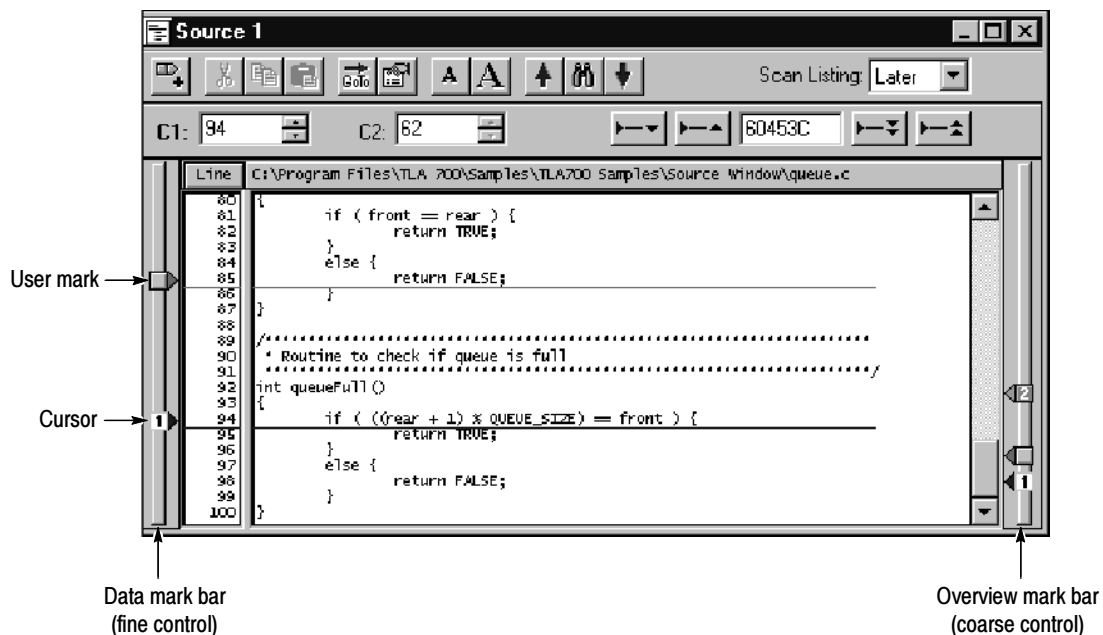 Source 1
GoTo A A Scan Listing: Later
C1: 94 C2: 62 60453C
Line C:\Program Files\TLA 700\Samples\TLA700 Samples\Source Window\queue.c
80 {
81 if ( front == rear ) {
82 return TRUE;
83 }
84 else {
User mark 85 return FALSE;
86 }
87 }
88
89 /**********************************************************************
90 * Routine to check if queue is full
91 **********************************************************************/
92 int queueFull()
93 {
2
Cursor 1 94 if ( ((rear + 1) % QUEUE_SIZE) == front ) {
95 return TRUE;
96 }
97 else {
98 return FALSE;
1
99 }
100 }
Data mark bar
(fine control)
Overview mark bar
(coarse control)